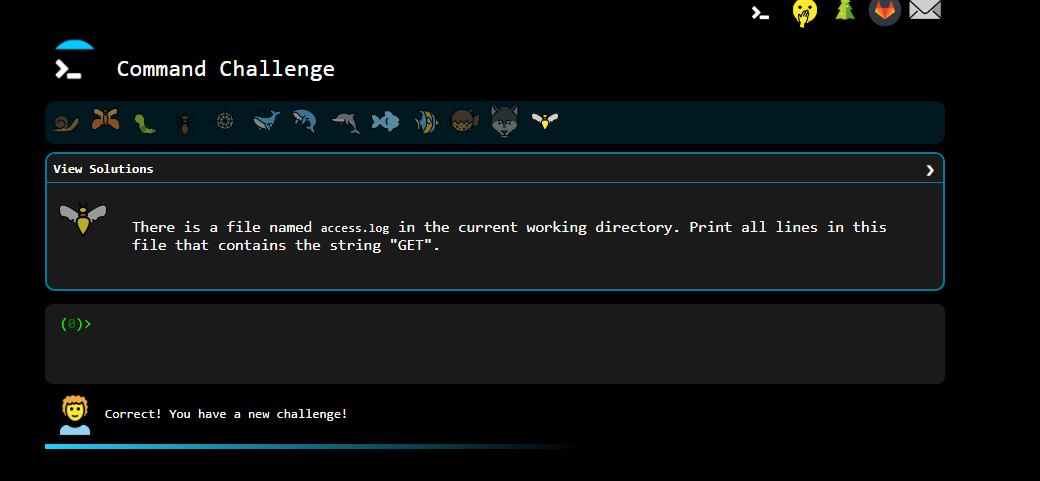 Command Challenge
View Solutions
There is a file named access.log in the current working directory. Print all lines in this
file that contains the string "GET".
(0)>
Correct! You have a new challenge!